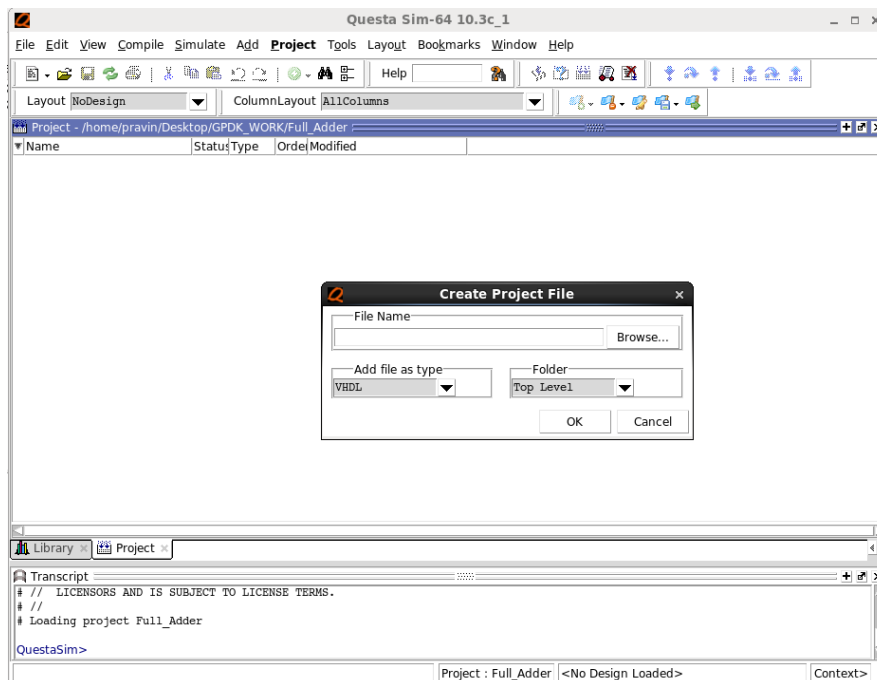 Questa Sim-64 10.3c_1
File Edit View Compile Simulate Add Project Tools Layout Bookmarks Window Help
Help
Layout NoDesign ColumnLayout AllColumns
Project - /home/pravin/Desktop/GPDK_WORK/Full_Adder
Name Status Type Order Modified
Create Project File
File Name
Browse...
Add file as type Folder
VHDL Top Level
OK Cancel
Library Project
Transcript
# // LICENSORS AND IS SUBJECT TO LICENSE TERMS.
# //
# Loading project Full_Adder
QuestaSim>
Project : Full_Adder <No Design Loaded> Context>